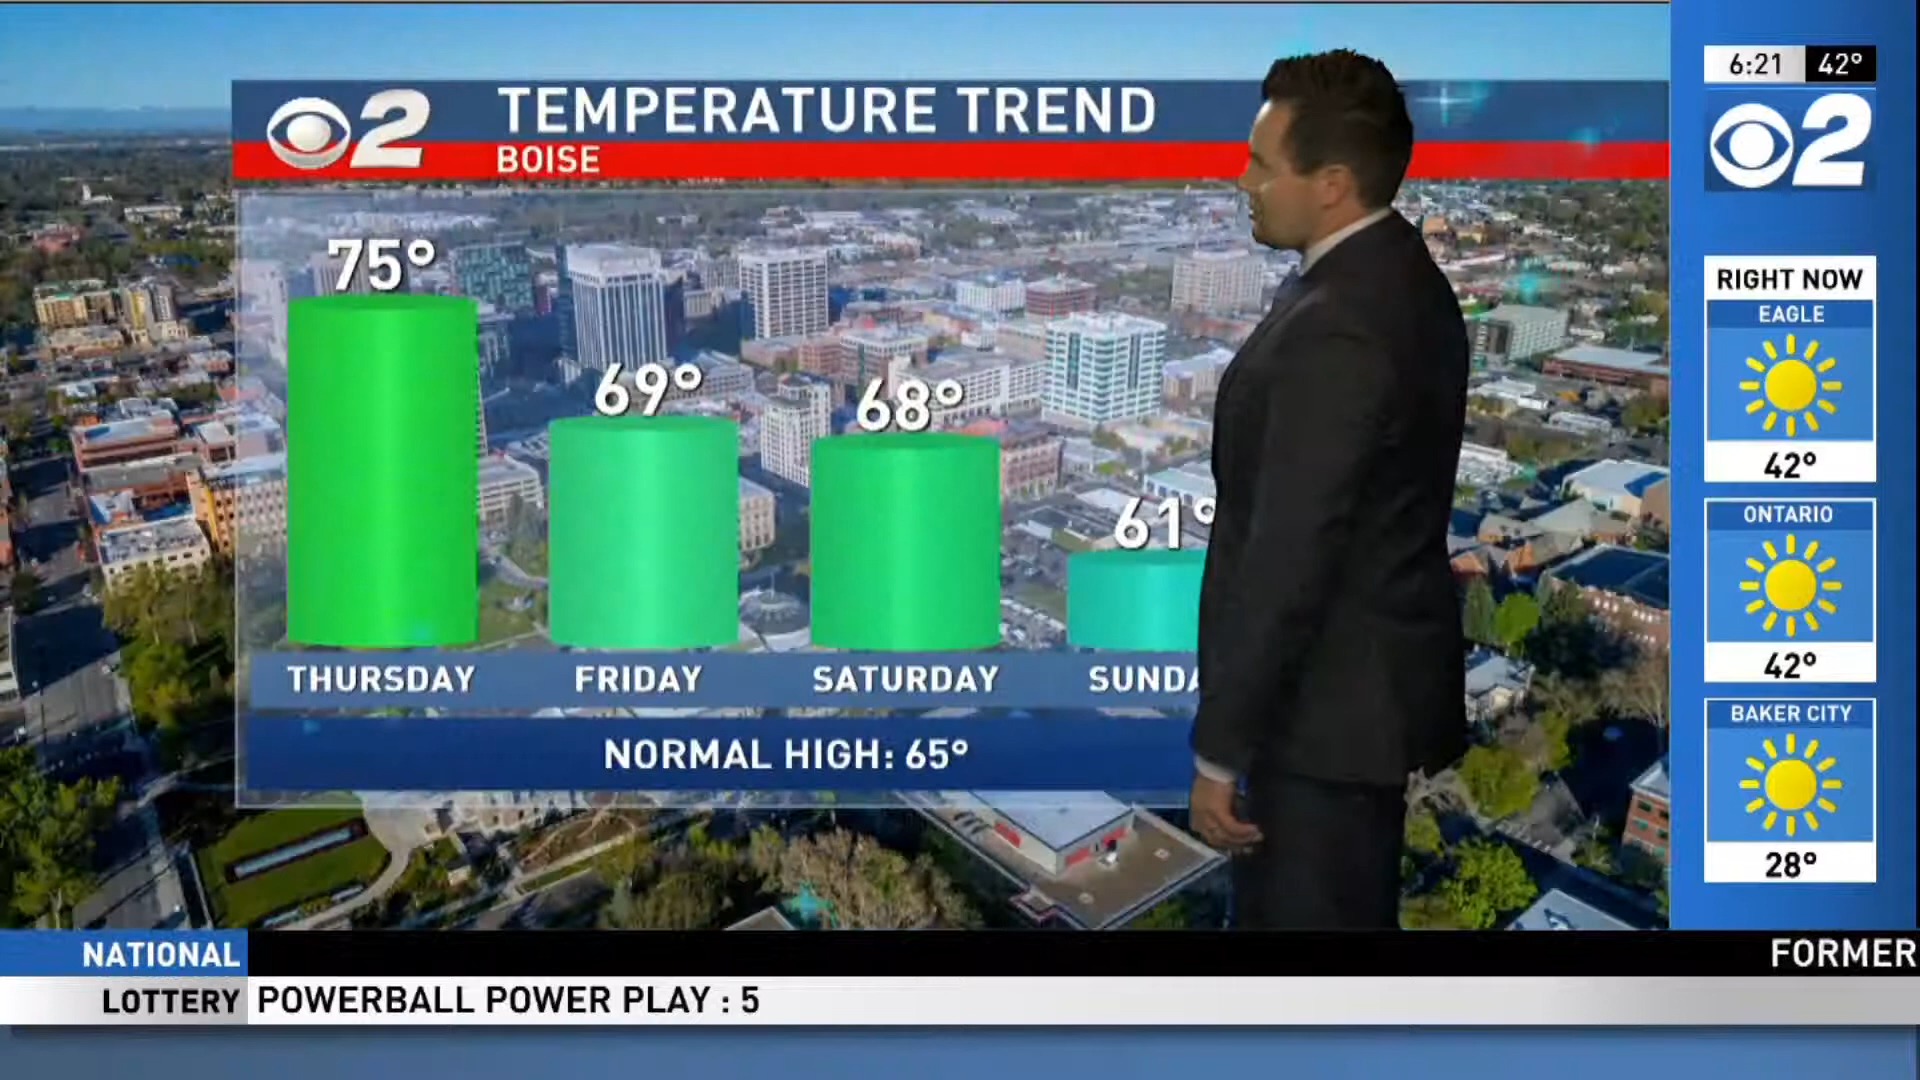 2
TEMPERATURE TREND
BOISE
75°
69°
68°
61°
THURSDAY
FRIDAY
SATURDAY
SUNDA
NORMAL HIGH: 65°
6:21 42°
2
RIGHT NOW
EAGLE
42°
ONTARIO
42°
BAKER CITY
28°
NATIONAL
FORMER
LOTTERY POWERBALL POWER PLAY : 5